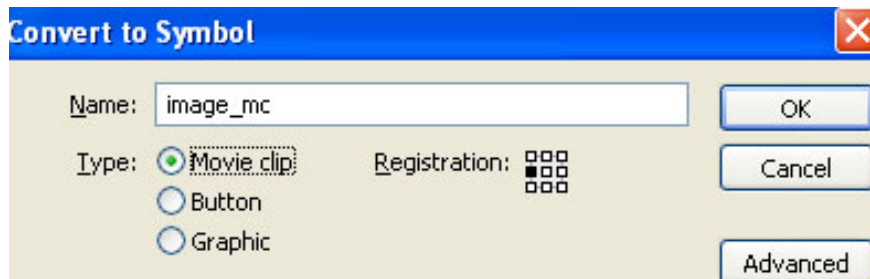 Convert to Symbol
Name: image_mc OK
Type: Movie clip Registration: Cancel
Button
Graphic
Advanced